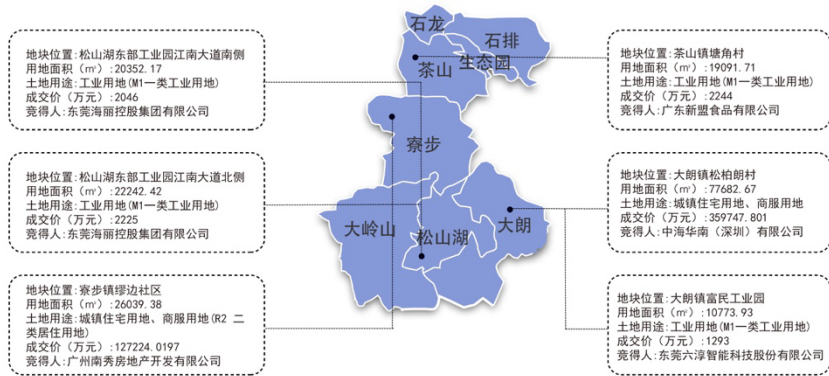 地块位置:松山湖东部工业园江南大道南侧
用地面积（㎡）:20352.17
土地用途:工业用地(M1一类工业用地)
成交价（万元）:2046
竞得人:东莞海丽控股集团有限公司
地块位置:松山湖东部工业园江南大道北侧
用地面积（㎡）:22242.42
土地用途:工业用地(M1一类工业用地)
成交价（万元）:2225
竞得人:东莞海丽控股集团有限公司
地块位置:寮步镇缪边社区
用地面积（㎡）:26039.38
土地用途:城镇住宅用地、商服用地(R2 二
类居住用地)
成交价（万元）:127224.0197
竞得人:广州南秀房地产开发有限公司
石龙
石排
茶山
生态园
寮步
大岭山
松山湖
大朗
地块位置:茶山镇塘角村
用地面积（㎡）:19091.71
土地用途:工业用地(M1一类工业用地)
成交价（万元）:2244
竞得人:广东新盟食品有限公司
地块位置:大朗镇松柏朗村
用地面积（㎡）:77682.67
土地用途:城镇住宅用地、商服用地
成交价（万元）:359747.801
竞得人:中海华南（深圳）有限公司
地块位置:大朗镇富民工业园
用地面积（㎡）:10773.93
土地用途:工业用地(M1一类工业用地)
成交价（万元）:1293
竞得人:东莞六淳智能科技股份有限公司